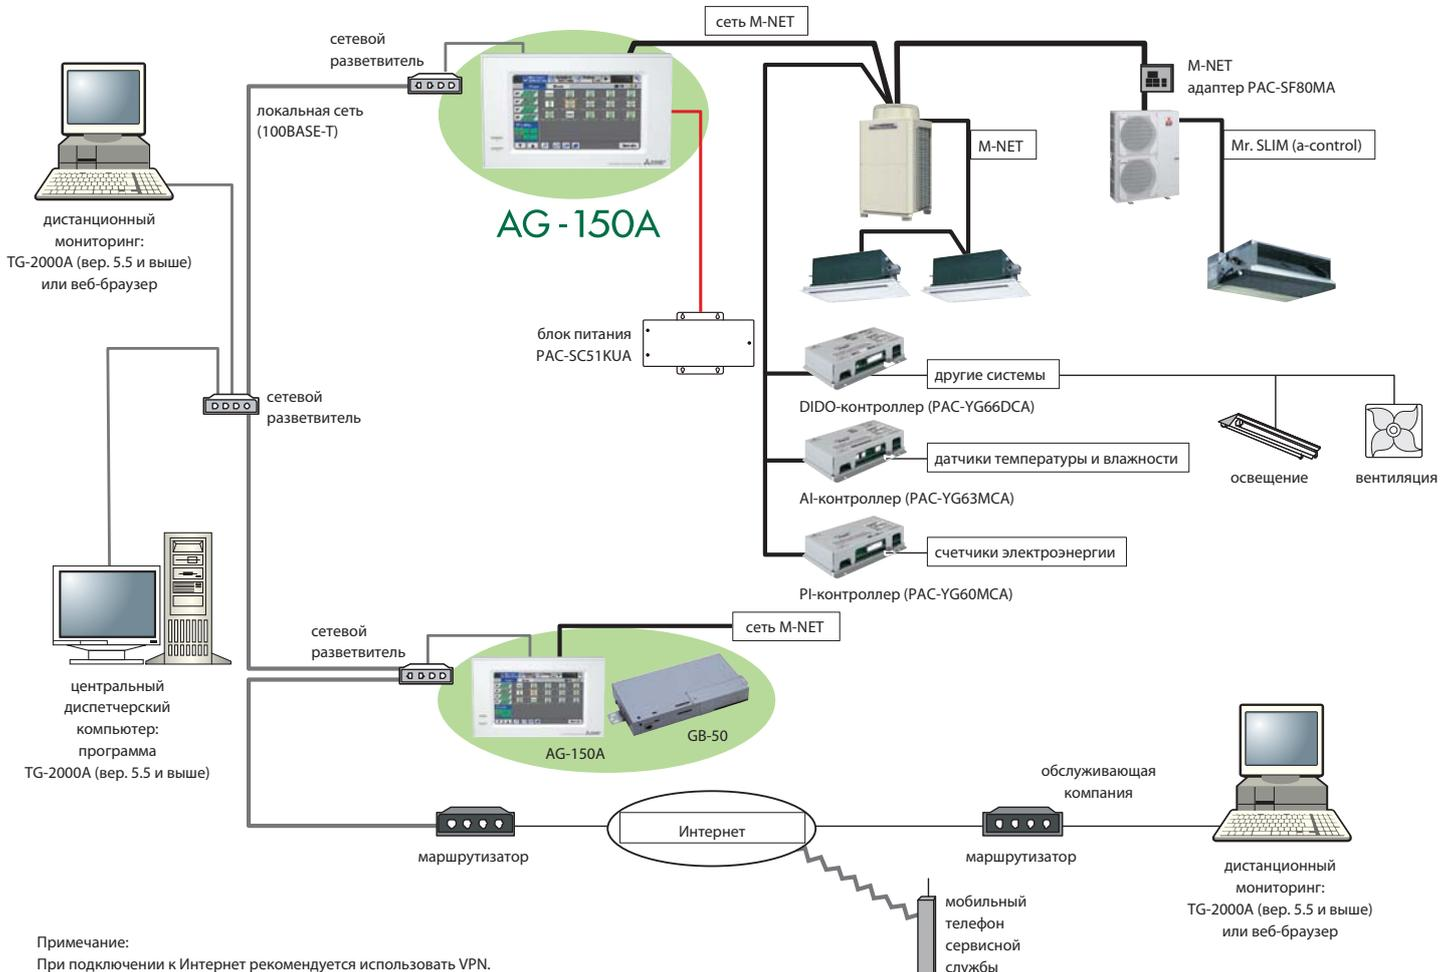 сеть M-NET
сетевой
разветвитель
локальная сеть
(100BASE-T)
M-NET
адаптер PAC-SF80MA
M-NET
Mr. SLIM (a-control)
AG-150A
дистанционный
мониторинг:
TG-2000A (вер. 5.5 и выше)
или веб-браузер
блок питания
PAC-SC51KUA
сетевой
разветвитель
другие системы
DIDO-контроллер (PAC-YG66DCA)
датчики температуры и влажности
AI-контроллер (PAC-YG63MCA)
освещение
вентиляция
счетчики электроэнергии
PI-контроллер (PAC-YG60MCA)
сетевой
разветвитель
сеть M-NET
центральный
диспетчерский
компьютер:
программа
TG-2000A (вер. 5.5 и выше)
AG-150A
GB-50
маршрутизатор
Интернет
обслуживающая
компания
маршрутизатор
дистанционный
мониторинг:
TG-2000A (вер. 5.5 и выше)
или веб-браузер
мобильный
телефон
сервисной
службы
Примечание:
При подключении к Интернет рекомендуется использовать VPN.